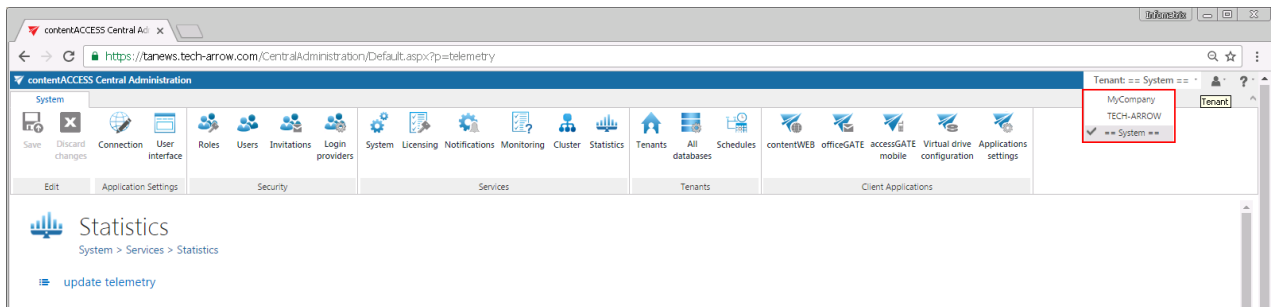 Infometrix
contentACCESS Central Ad
https://tanews.tech-arrow.com/CentralAdministration/Default.aspx?p=telemetry
contentACCESS Central Administration
Tenant: == System ==
?
System
MyCompany
TECH-ARROW
== System ==
Tenant
Save
Discard changes
Connection
User interface
Roles
Users
Invitations
Login providers
System
Licensing
Notifications
Monitoring
Cluster
Statistics
Tenants
All databases
Schedules
contentWEB
officeGATE
accessGATE mobile
Virtual drive configuration
Applications settings
Edit
Application Settings
Security
Services
Tenants
Client Applications
Statistics
System > Services > Statistics
update telemetry